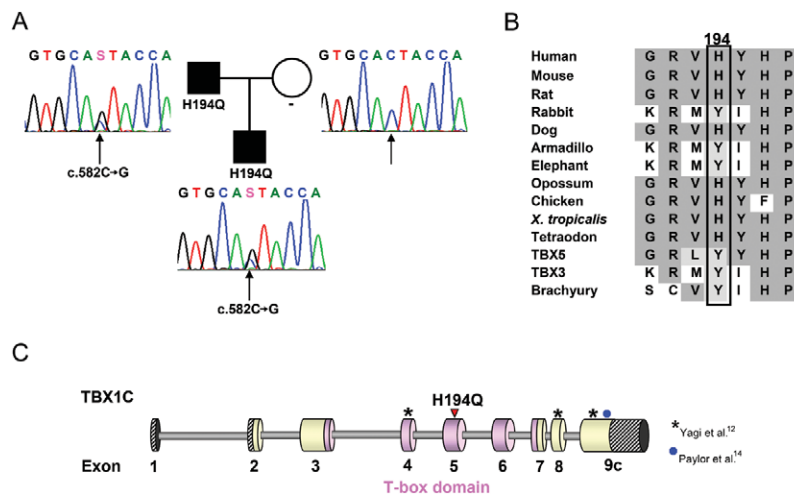 A
GTGCASTACCA
GTGCACTACCA
H194Q
-
c.582C→G
H194Q
GTGCASTACCA
c.582C→G
B
194
Human G R V H Y H P
Mouse G R V H Y H P
Rat G R V H Y H P
Rabbit K R M Y I H P
Dog G R V H Y H P
Armadillo K R M Y I H P
Elephant K R M Y I H P
Opossum G R V H Y H P
Chicken G R V H Y F P
X. tropicalis G R V H Y H P
Tetraodon G R V H Y H P
TBX5 G R L Y Y H P
TBX3 K R M Y I H P
Brachyury S C V Y I H P
C
TBX1C
H194Q
* * *
*Yagi et al.12
Paylor et al.14
Exon 1 2 3 4 5 6 7 8 9c
T-box domain